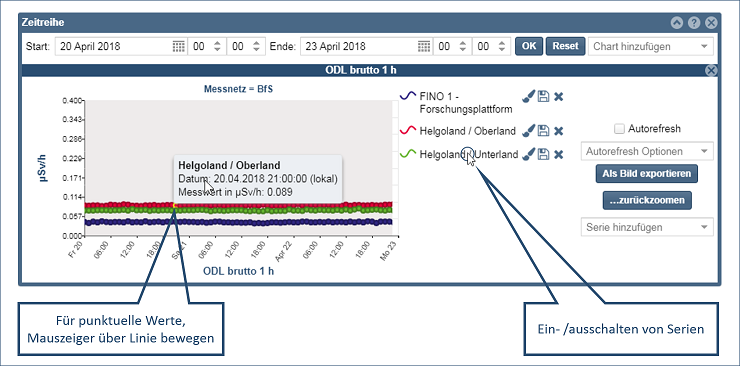 Zeitreihe
Start: 20 April 2018 00 00 Ende: 23 April 2018 00 00 OK Reset Chart hinzufügen
ODL brutto 1 h
Messnetz = BfS
0.400
0.343
0.286
0.229
0.171
0.114
0.057
0.000
µSv/h
Fr 20
06:00
12:00
18:00
Sa 21
06:00
12:00
18:00
Apr 22
06:00
12:00
18:00
Mo 23
ODL brutto 1 h
Helgoland / Oberland
Datum: 20.04.2018 21:00:00 (lokal)
Messwert in µSv/h: 0.089
FINO 1 -
Forschungsplattform
Helgoland / Oberland
Helgoland / Unterland
Autorefresh
Autorefresh Optionen
Als Bild exportieren
...zurückzoomen
Serie hinzufügen
Für punktuelle Werte,
Mauszeiger über Linie bewegen
Ein- /ausschalten von Serien